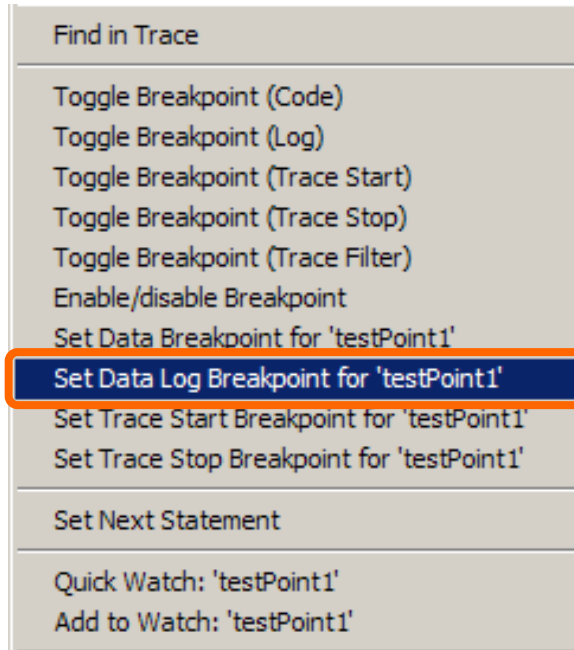 Find in Trace
Toggle Breakpoint (Code)
Toggle Breakpoint (Log)
Toggle Breakpoint (Trace Start)
Toggle Breakpoint (Trace Stop)
Toggle Breakpoint (Trace Filter)
Enable/disable Breakpoint
Set Data Breakpoint for 'testPoint1'
Set Data Log Breakpoint for 'testPoint1'
Set Trace Start Breakpoint for 'testPoint1'
Set Trace Stop Breakpoint for 'testPoint1'
Set Next Statement
Quick Watch: 'testPoint1'
Add to Watch: 'testPoint1'